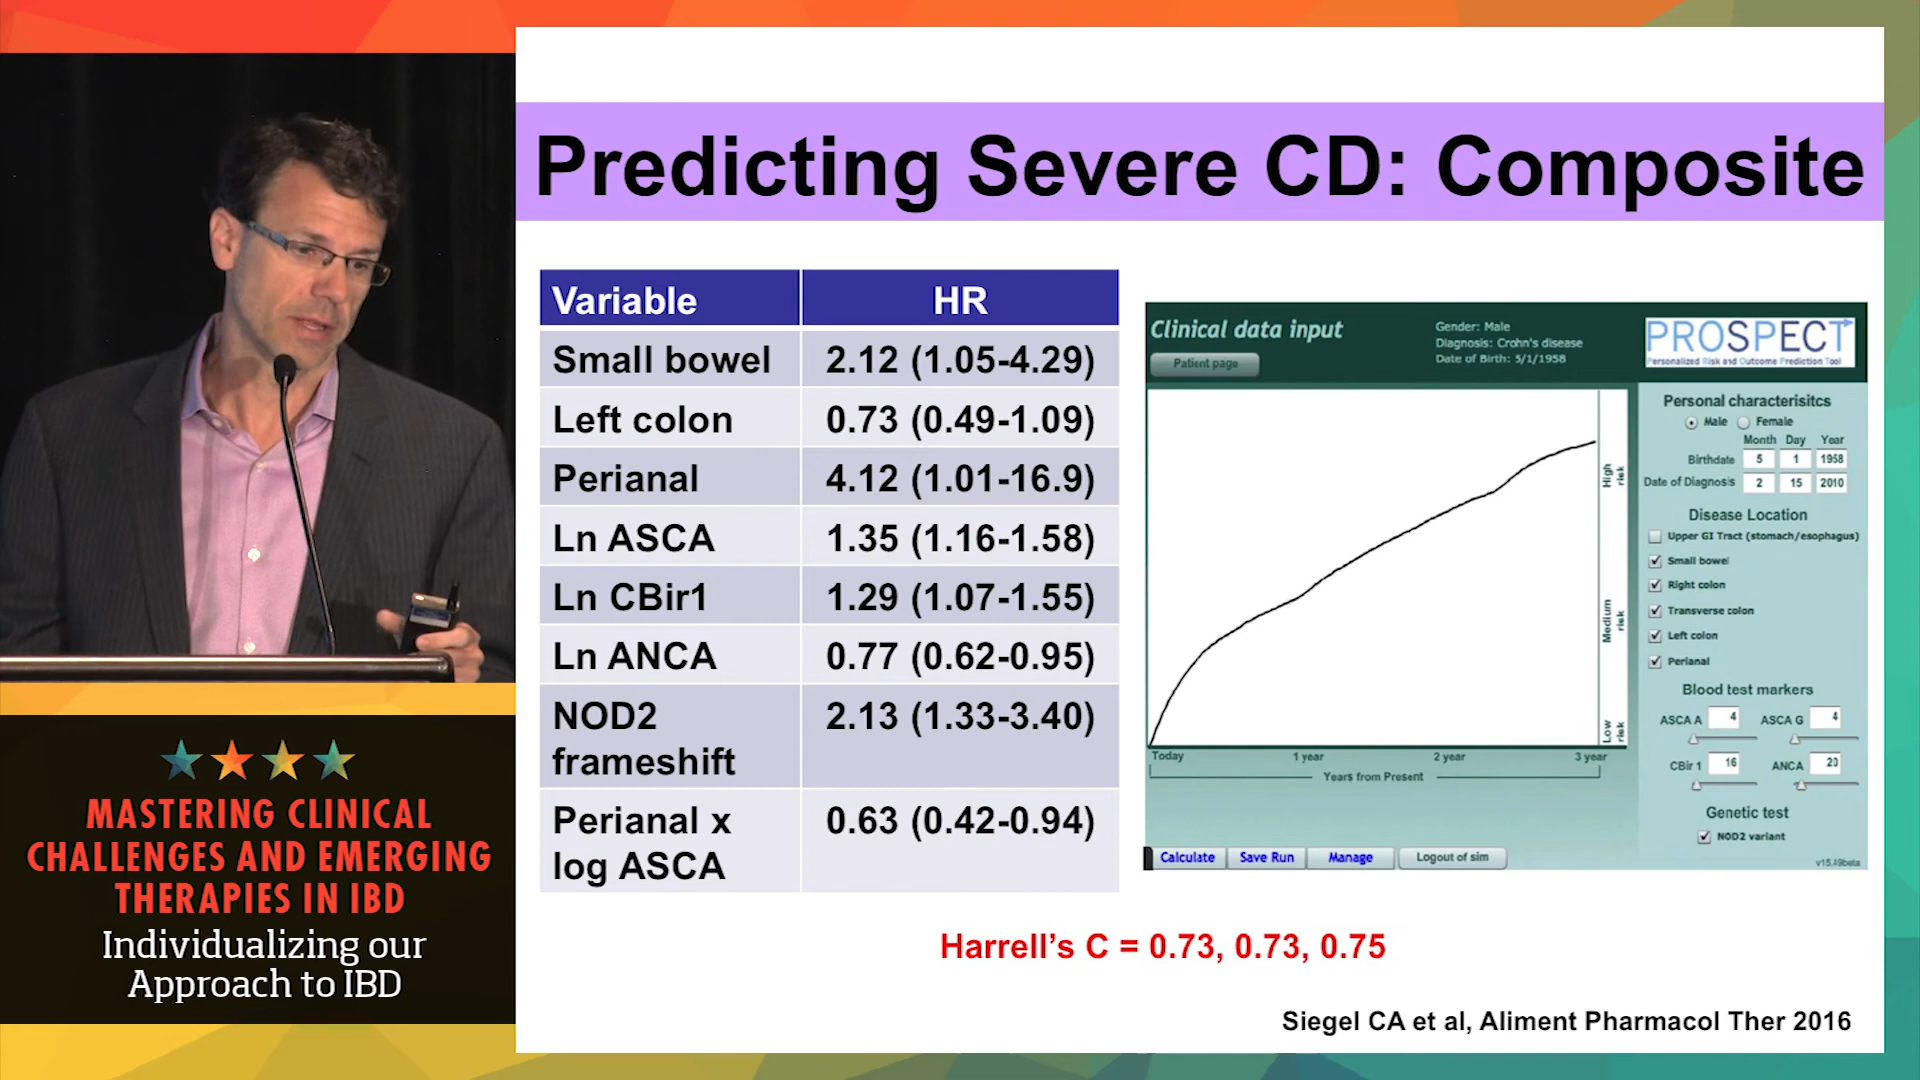 Predicting Severe CD: Composite
Variable HR
Small bowel 2.12 (1.05-4.29)
Left colon 0.73 (0.49-1.09)
Perianal 4.12 (1.01-16.9)
Ln ASCA 1.35 (1.16-1.58)
Ln CBir1 1.29 (1.07-1.55)
Ln ANCA 0.77 (0.62-0.95)
NOD2 2.13 (1.33-3.40)
frameshift
Perianal x 0.63 (0.42-0.94)
log ASCA
Clinical data input
Patient page
Gender: Male
Diagnosis: Crohn's disease
Date of Birth: 5/1/1958
PROSPECT
Personalized Risk and Outcome Prediction Tool
High risk
Medium risk
Low risk
Today 1 year 2 year 3 year
Years from Present
Personal characterisitcs
Male Female
Month Day Year
Birthdate 5 1 1958
Date of Diagnosis 2 15 2010
Disease Location
Upper GI Tract (stomach/esophagus)
Small bowel
Right colon
Transverse colon
Left colon
Perianal
Blood test markers
ASCA A 4 ASCA G 4
CBir 1 16 ANCA 23
Genetic test
NOD2 variant
v15.49beta
Calculate Save Run Manage Logout of sim
Harrell's C = 0.73, 0.73, 0.75
Siegel CA et al, Aliment Pharmacol Ther 2016
MASTERING CLINICAL
CHALLENGES AND EMERGING
THERAPIES IN IBD
Individualizing our
Approach to IBD